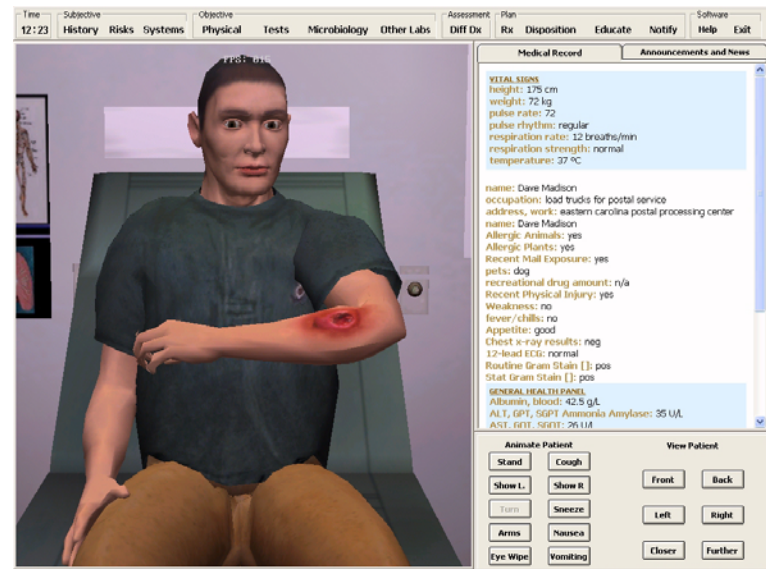 Time Subjective Objective Assessment Plan Software
12:23 History Risks Systems Physical Tests Microbiology Other Labs Diff Dx Rx Disposition Educate Notify Help Exit
FPS:
Medical Record Announcements and News
VITAL SIGNS
height: 175 cm
weight: 72 kg
pulse rate: 72
pulse rhythm: regular
respiration rate: 12 breaths/min
respiration strength: normal
temperature: 37 ºC
name: Dave Madison
occupation: load trucks for postal service
address, work: eastern carolina postal processing center
name: Dave Madison
Allergic Animals: yes
Allergic Plants: yes
Recent Mail Exposure: yes
pets: dog
recreational drug amount: n/a
Recent Physical Injury: yes
Weakness: no
fever/chills: no
Appetite: good
Chest x-ray results: neg
12-lead ECG: normal
Routine Gram Stain []: pos
Stat Gram Stain []: pos
GENERAL HEALTH PANEL
Albumin, blood: 42.5 g/L
ALT, GPT, SGPT Ammonia Amylase: 35 U/L
AST, GOT, SGOT: 26 U/L
Animate Patient View Patient
Stand Cough
Show L. Show R Front Back
Turn Sneeze
Left Right
Arms Nausea
Eye Wipe Vomiting Closer Further